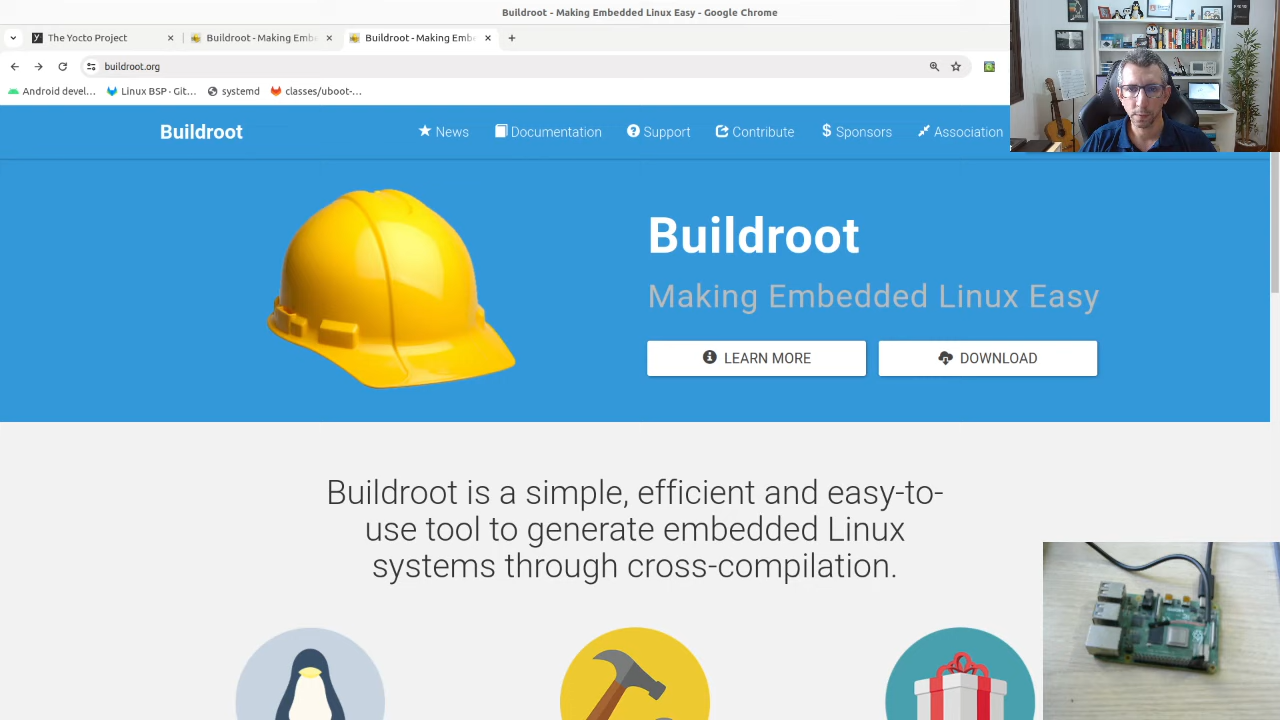 Buildroot - Making Embedded Linux Easy - Google Chrome
The Yocto Project
Buildroot - Making Emb
Buildroot - Making Embe
buildroot.org
Android devel...
Linux BSP · Git...
systemd
classes/uboot-...
Buildroot
News
Documentation
Support
Contribute
Sponsors
Association
Buildroot
Making Embedded Linux Easy
LEARN MORE
DOWNLOAD
Buildroot is a simple, efficient and easy-to-
use tool to generate embedded Linux
systems through cross-compilation.